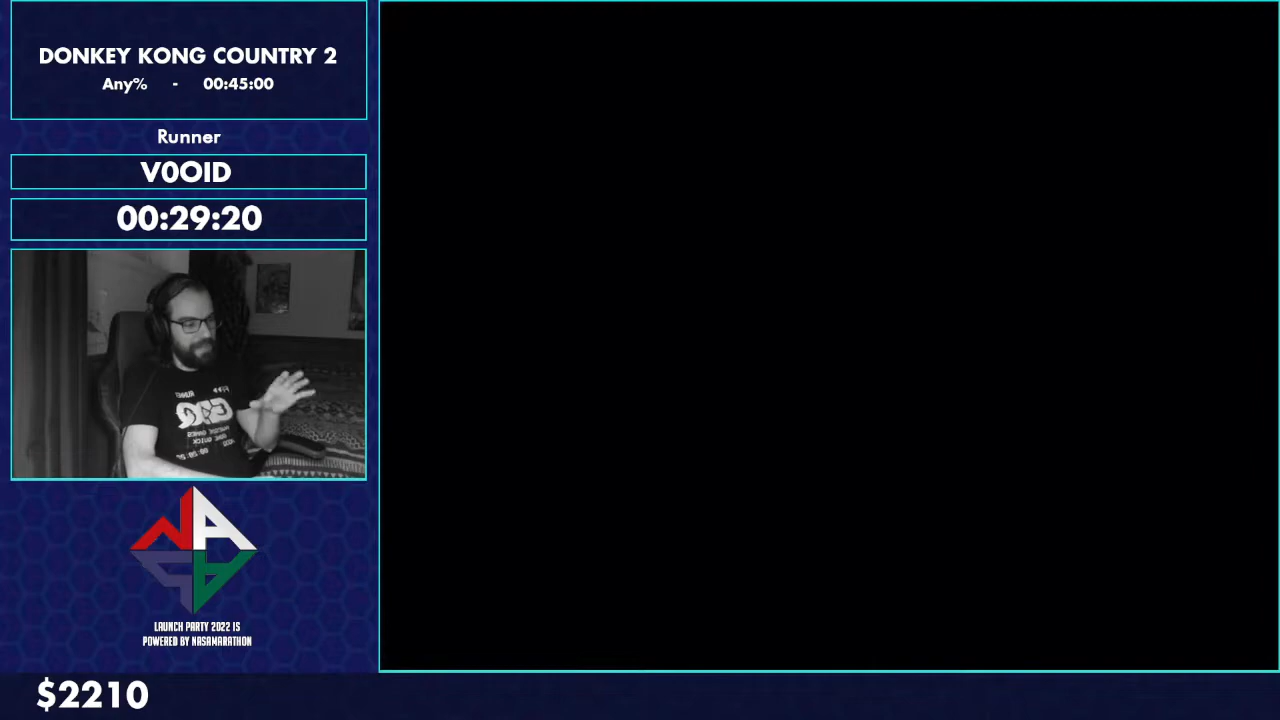 DONKEY KONG COUNTRY 2
Any% - 00:45:00
Runner
V0OID
00:29:20
NASA
LAUNCH PARTY 2022 IS
POWERED BY NASAMARATHON
$2210